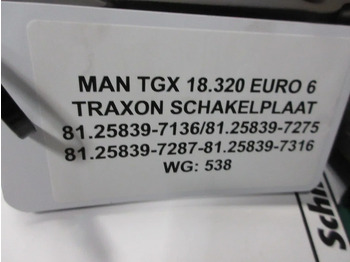 MAN TGX 18.320 EURO 6
TRAXON SCHAKELPLAAT
81.25839-7136/81.25839-7275
81.25839-7287-81.25839-7316
WG: 538